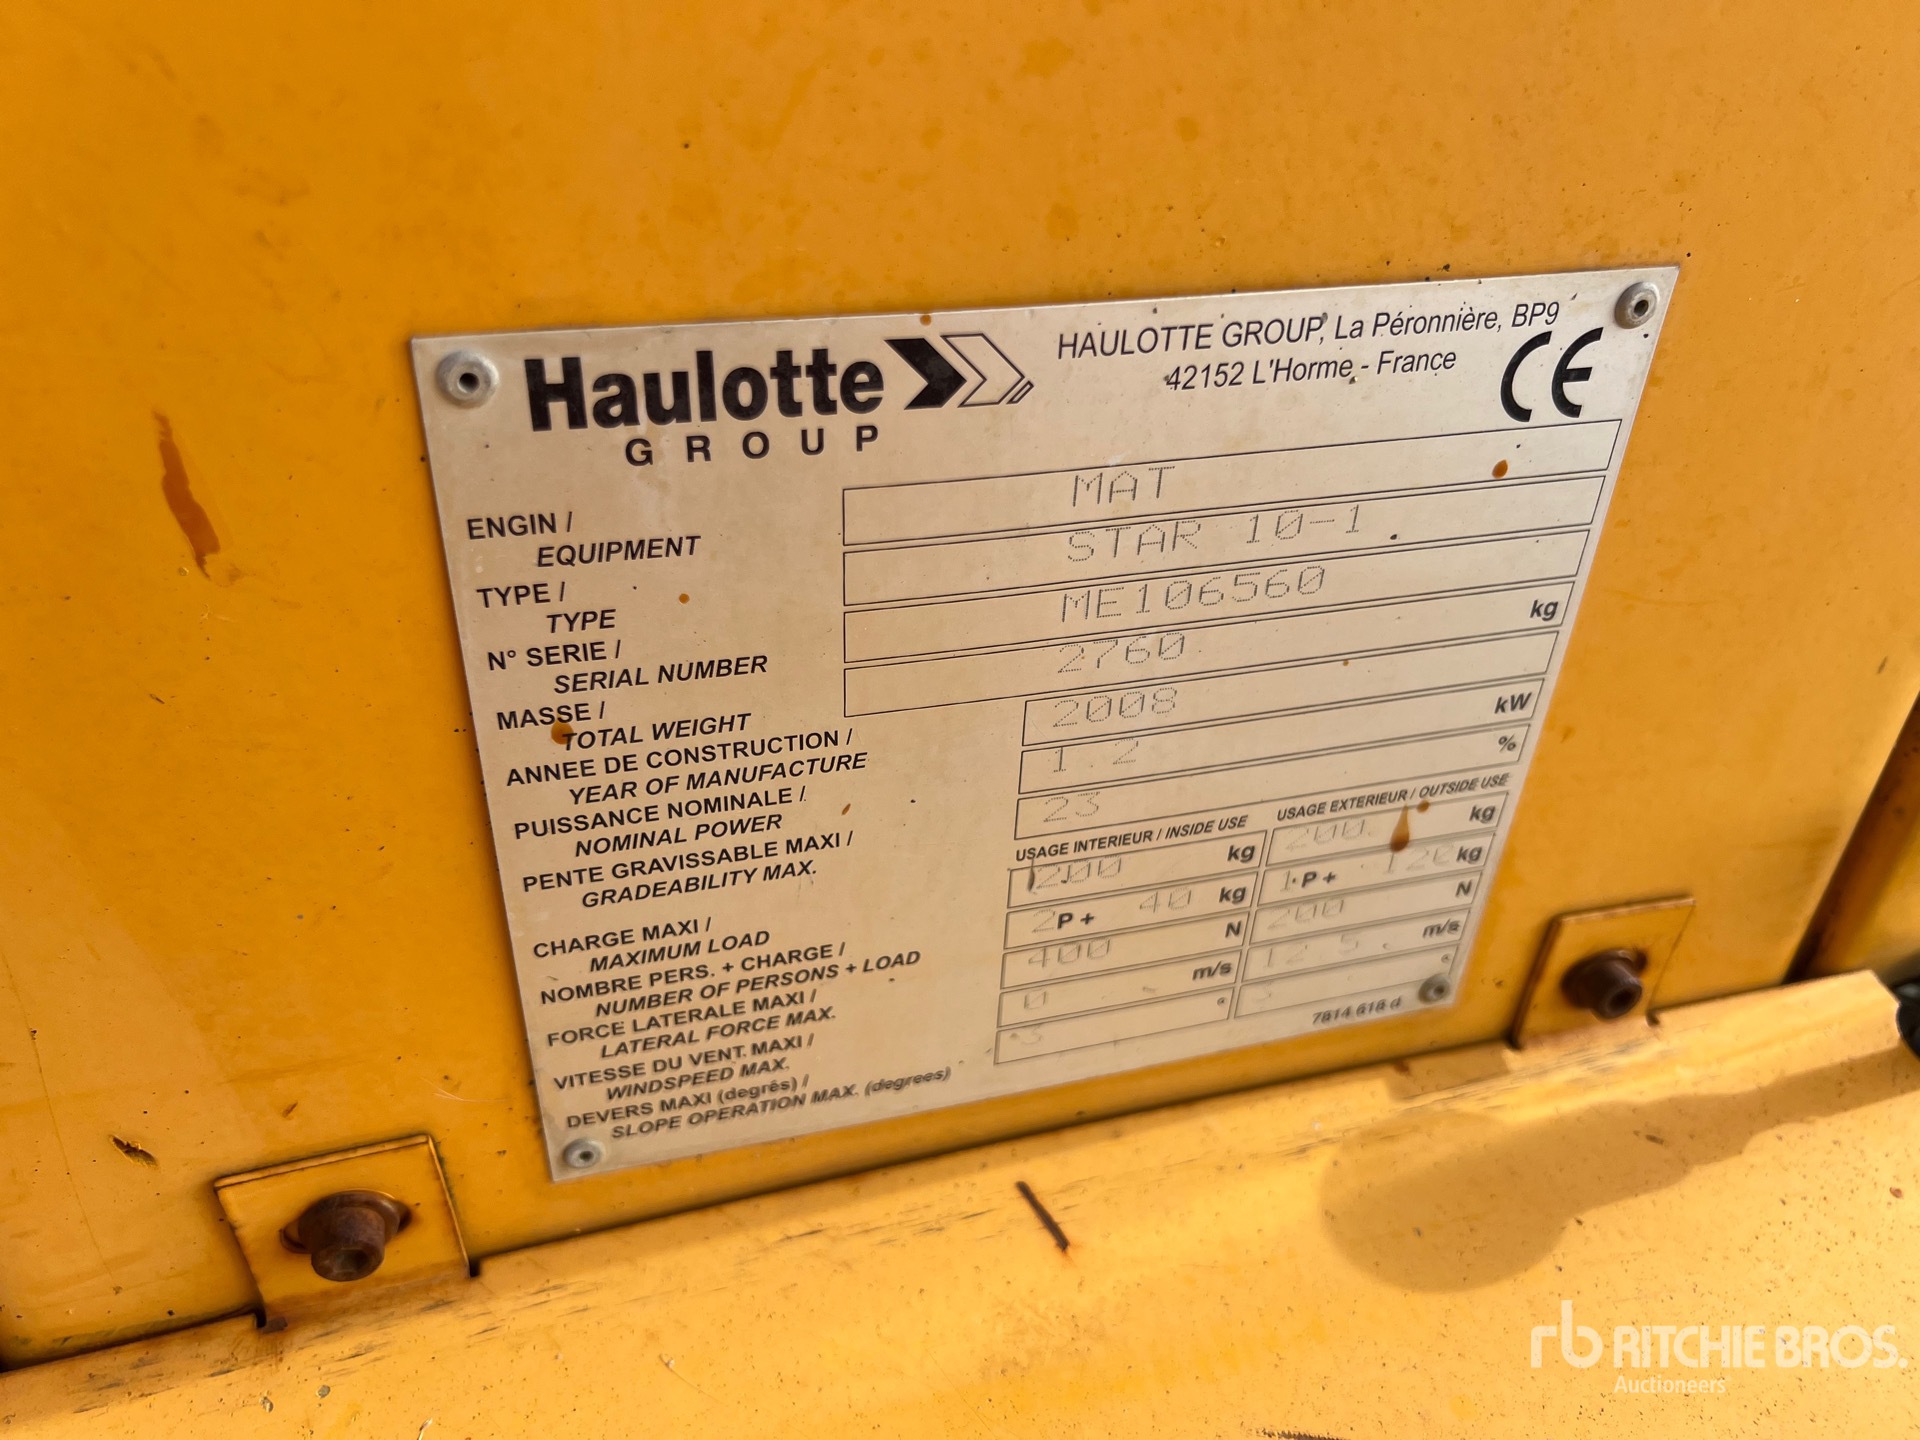 Haulotte
GROUP
HAULOTTE GROUP, La Péronnière, BP9
42152 L'Horme - France
CE
ENGIN /
EQUIPMENT
MAT
TYPE /
TYPE
STAR 10-1
N° SERIE /
SERIAL NUMBER
ME106560
MASSE /
TOTAL WEIGHT
2760 kg
ANNEE DE CONSTRUCTION /
YEAR OF MANUFACTURE
2008
PUISSANCE NOMINALE /
NOMINAL POWER
1.2 kW
PENTE GRAVISSABLE MAXI /
GRADEABILITY MAX.
23 %
USAGE INTERIEUR / INSIDE USE USAGE EXTERIEUR / OUTSIDE USE
CHARGE MAXI /
MAXIMUM LOAD
200 kg 200 kg
NOMBRE PERS. + CHARGE /
NUMBER OF PERSONS + LOAD
2P + 40 kg 1P + 120 kg
FORCE LATERALE MAXI /
LATERAL FORCE MAX.
400 N 200 N
VITESSE DU VENT. MAXI /
WINDSPEED MAX.
0 m/s 12.5 m/s
DEVERS MAXI (degrés) /
SLOPE OPERATION MAX. (degrees)
3 ° °
7814 618 d
rb RITCHIE BROS.
Auctioneers